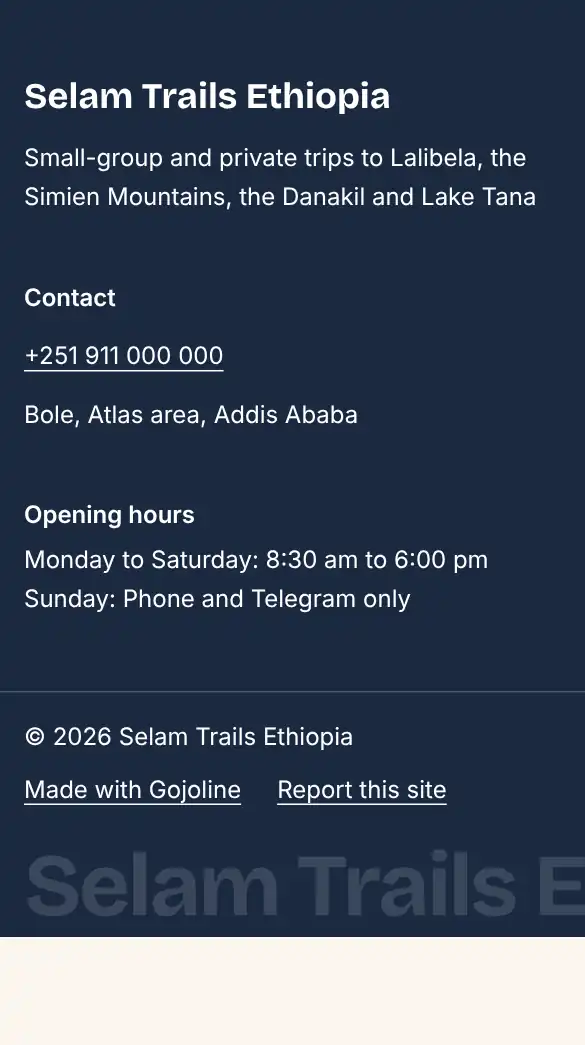 Selam Trails Ethiopia
Small-group and private trips to Lalibela, the
Simien Mountains, the Danakil and Lake Tana
Contact
+251 911 000 000
Bole, Atlas area, Addis Ababa
Opening hours
Monday to Saturday: 8:30 am to 6:00 pm
Sunday: Phone and Telegram only
© 2026 Selam Trails Ethiopia
Made with Gojoline Report this site
Selam Trails E